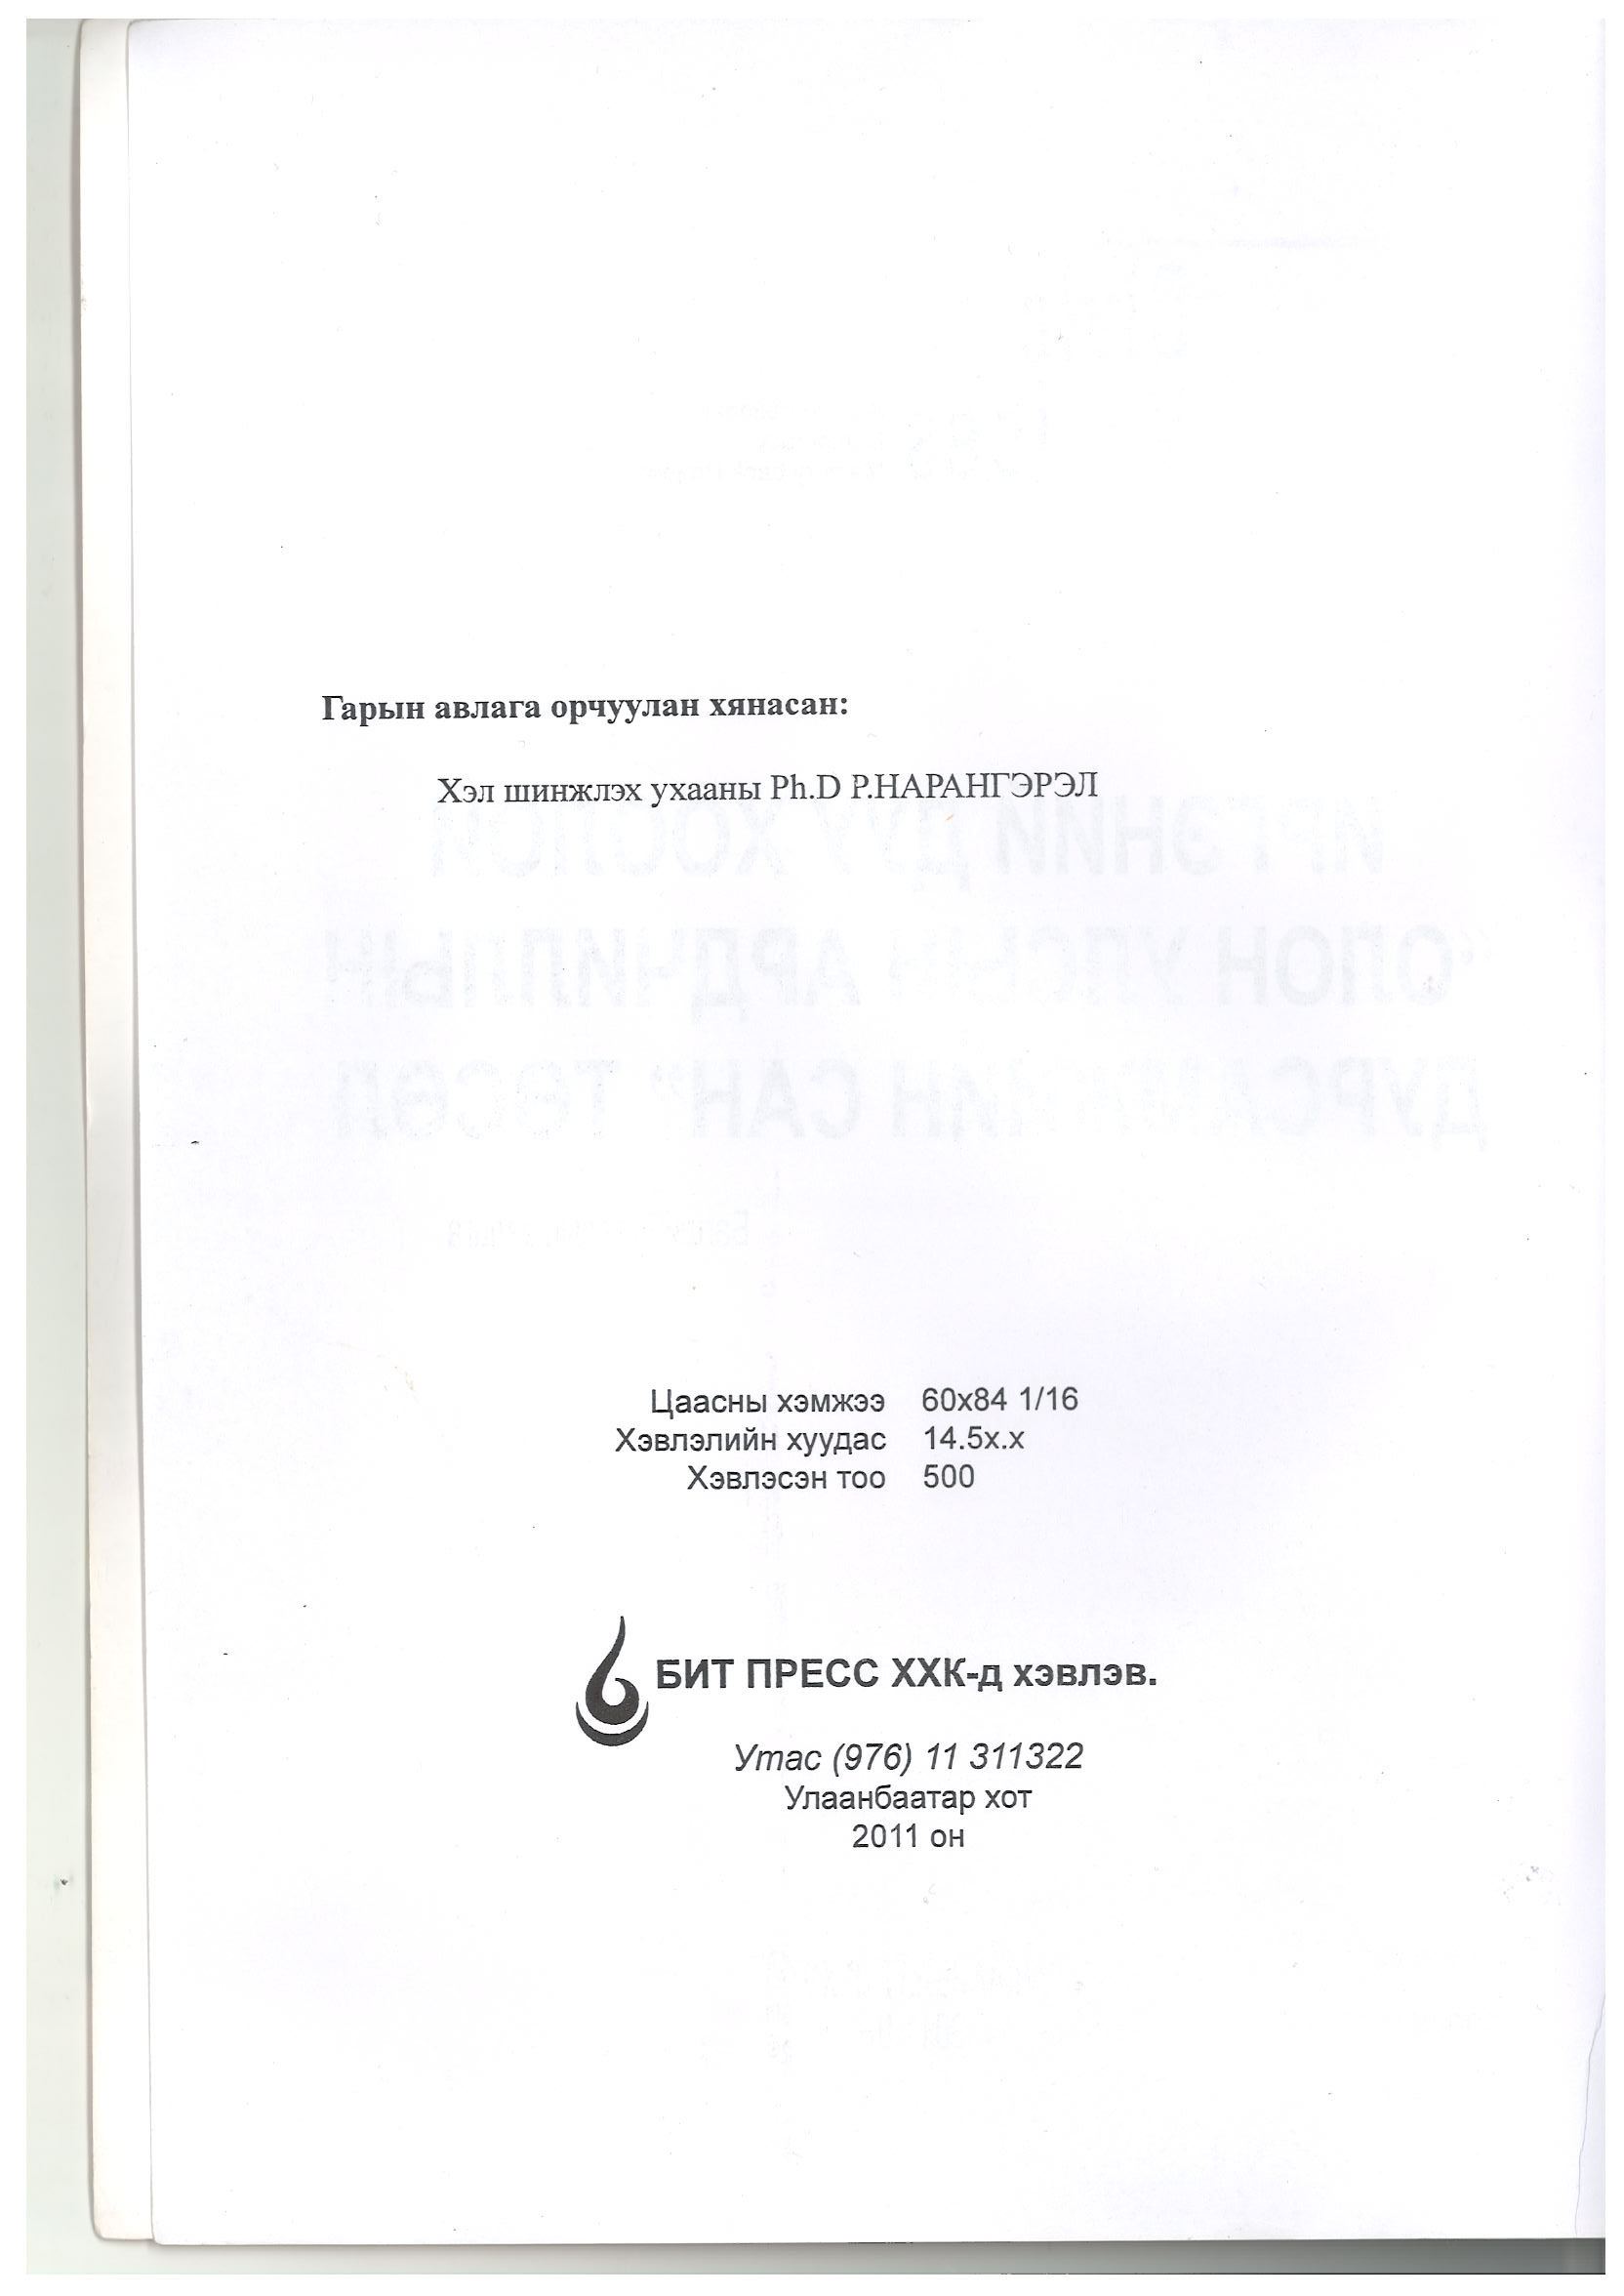 Гарын авлага орчуулан хянасан:
Хэл шинжлэх ухааны Ph.D Р.НАРАНГЭРЭЛ
Цаасны хэмжээ 60x84 1/16
Хэвлэлийн хуудас 14.5х.х
Хэвлэсэн тоо 500
БИТ ПРЕСС ХХК-д хэвлэв.
Утас (976) 11 311322
Улаанбаатар хот
2011 он